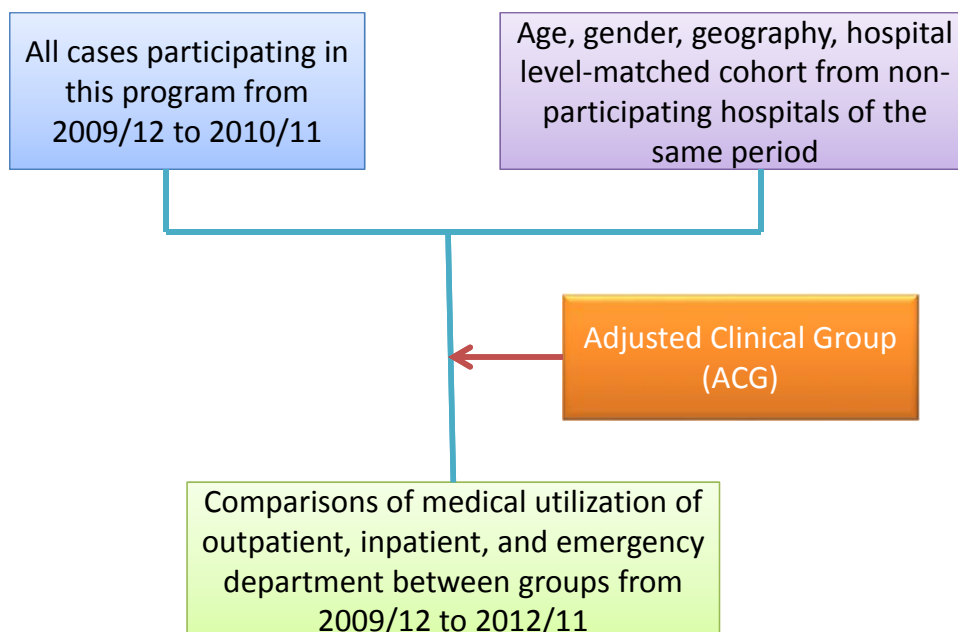 All cases participating in
this program from
2009/12 to 2010/11
Age, gender, geography, hospital
level-matched cohort from non-
participating hospitals of the
same period
Adjusted Clinical Group
(ACG)
Comparisons of medical utilization of
outpatient, inpatient, and emergency
department between groups from
2009/12 to 2012/11